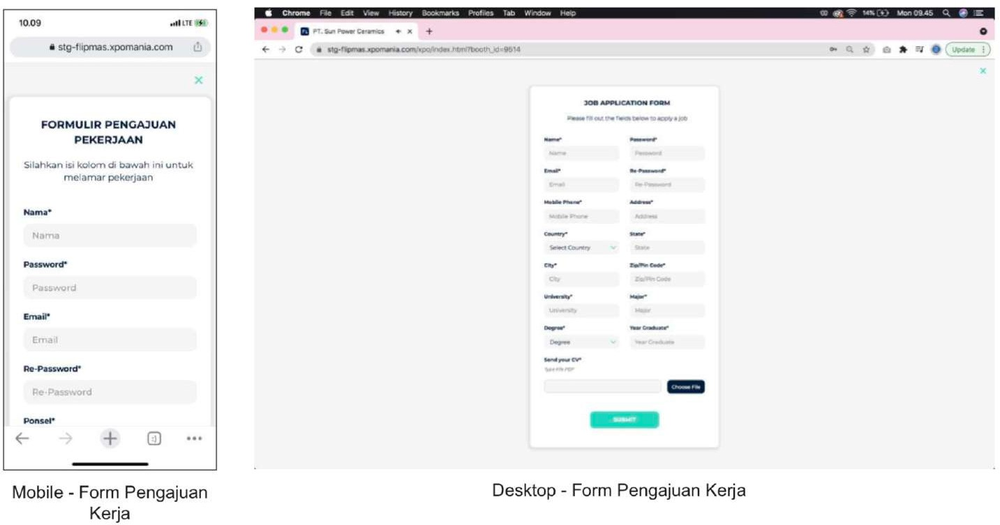 10.09
LTE
stg-flipmas.xpomania.com
FORMULIR PENGAJUAN
PEKERJAAN
Silahkan isi kolom di bawah ini untuk
melamar pekerjaan
Nama*
Nama
Password*
Password
Email*
Email
Re-Password*
Re-Password
Ponsel*
:)
Mobile - Form Pengajuan
Kerja
Chrome File Edit View History Bookmarks Profiles Tab Window Help
14% Mon 09.45
PT. Sun Power Ceramics
stg-flipmas.xpomania.com/xpo/index.html?booth_id=9514
Update
JOB APPLICATION FORM
Please fill out the fields below to apply a job
Name* Password*
Name Password
Email* Re-Password*
Email Re-Password
Mobile Phone* Address*
Mobile Phone Address
Country* State*
Select Country State
City* Zip/Pin Code*
City Zip/Pin Code
University* Major*
University Major
Degree* Year Graduate*
Degree Year Graduate
Send your CV*
Choose File
SUBMIT
Desktop - Form Pengajuan Kerja